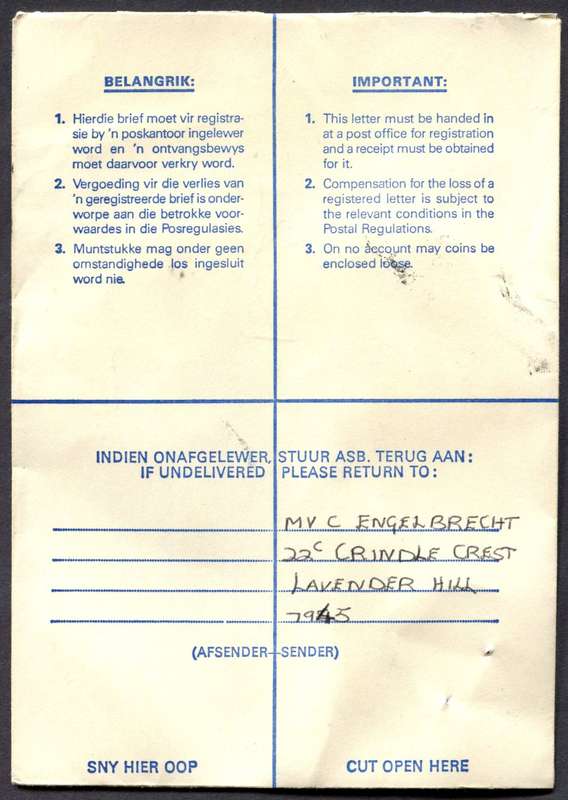 BELANGRIK:
1. Hierdie brief moet vir registra-
sie by 'n poskantoor ingelewer
word en 'n ontvangsbewys
moet daarvoor verkry word.
2. Vergoeding vir die verlies van
'n geregistreerde brief is onder-
worpe aan die betrokke voor-
waardes in die Posregulasies.
3. Muntstukke mag onder geen
omstandighede los ingesluit
word nie.
IMPORTANT:
1. This letter must be handed in
at a post office for registration
and a receipt must be obtained
for it.
2. Compensation for the loss of a
registered letter is subject to
the relevant conditions in the
Postal Regulations.
3. On no account may coins be
enclosed loose.
INDIEN ONAFGELEWER, STUUR ASB. TERUG AAN:
IF UNDELIVERED PLEASE RETURN TO:
MV C ENGELBRECHT
22C CRINDLE CREST
LAVENDER HILL
7945
(AFSENDER–SENDER)
SNY HIER OOP
CUT OPEN HERE